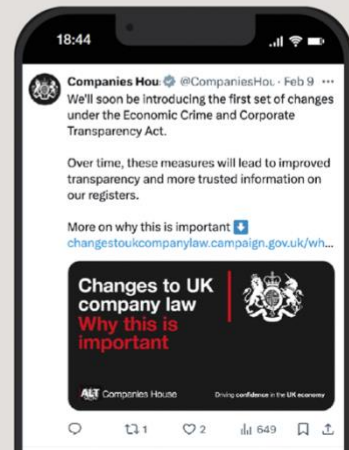 18:44
Companies Hou @CompaniesHou · Feb 9 ···
We'll soon be introducing the first set of changes
under the Economic Crime and Corporate
Transparency Act.
Over time, these measures will lead to improved
transparency and more trusted information on
our registers.
More on why this is important
changestoukcompanylaw.campaign.gov.uk/wh...
Changes to UK
company law
Why this is
important
ALT Companies House
Driving confidence in the UK economy
1 2 649